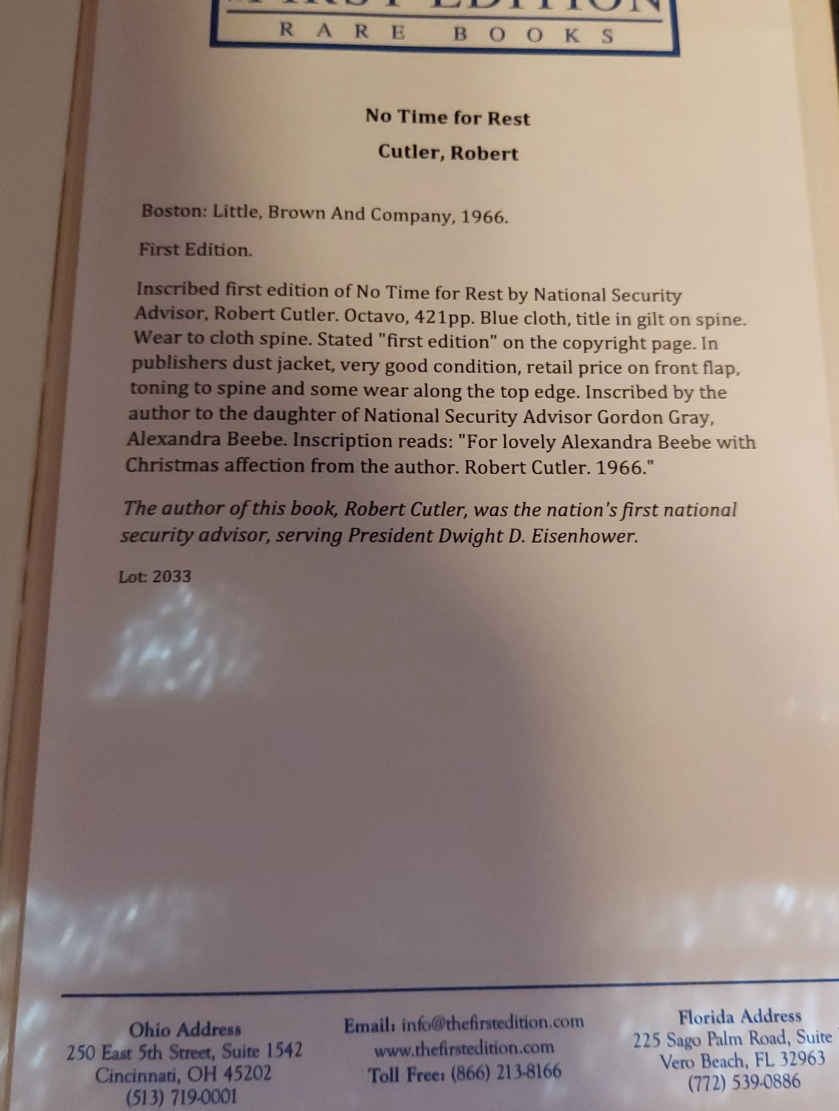 FIRST EDITION
RARE BOOKS
No Time for Rest
Cutler, Robert
Boston: Little, Brown And Company, 1966.
First Edition.
Inscribed first edition of No Time for Rest by National Security
Advisor, Robert Cutler. Octavo, 421pp. Blue cloth, title in gilt on spine.
Wear to cloth spine. Stated "first edition" on the copyright page. In
publishers dust jacket, very good condition, retail price on front flap,
toning to spine and some wear along the top edge. Inscribed by the
author to the daughter of National Security Advisor Gordon Gray,
Alexandra Beebe. Inscription reads: "For lovely Alexandra Beebe with
Christmas affection from the author. Robert Cutler. 1966."
The author of this book, Robert Cutler, was the nation's first national
security advisor, serving President Dwight D. Eisenhower.
Lot: 2033
Ohio Address
250 East 5th Street, Suite 1542
Cincinnati, OH 45202
(513) 719-0001
Email: info@thefirstedition.com
www.thefirstedition.com
Toll Free: (866) 213-8166
Florida Address
225 Sago Palm Road, Suite
Vero Beach, FL 32963
(772) 539-0886